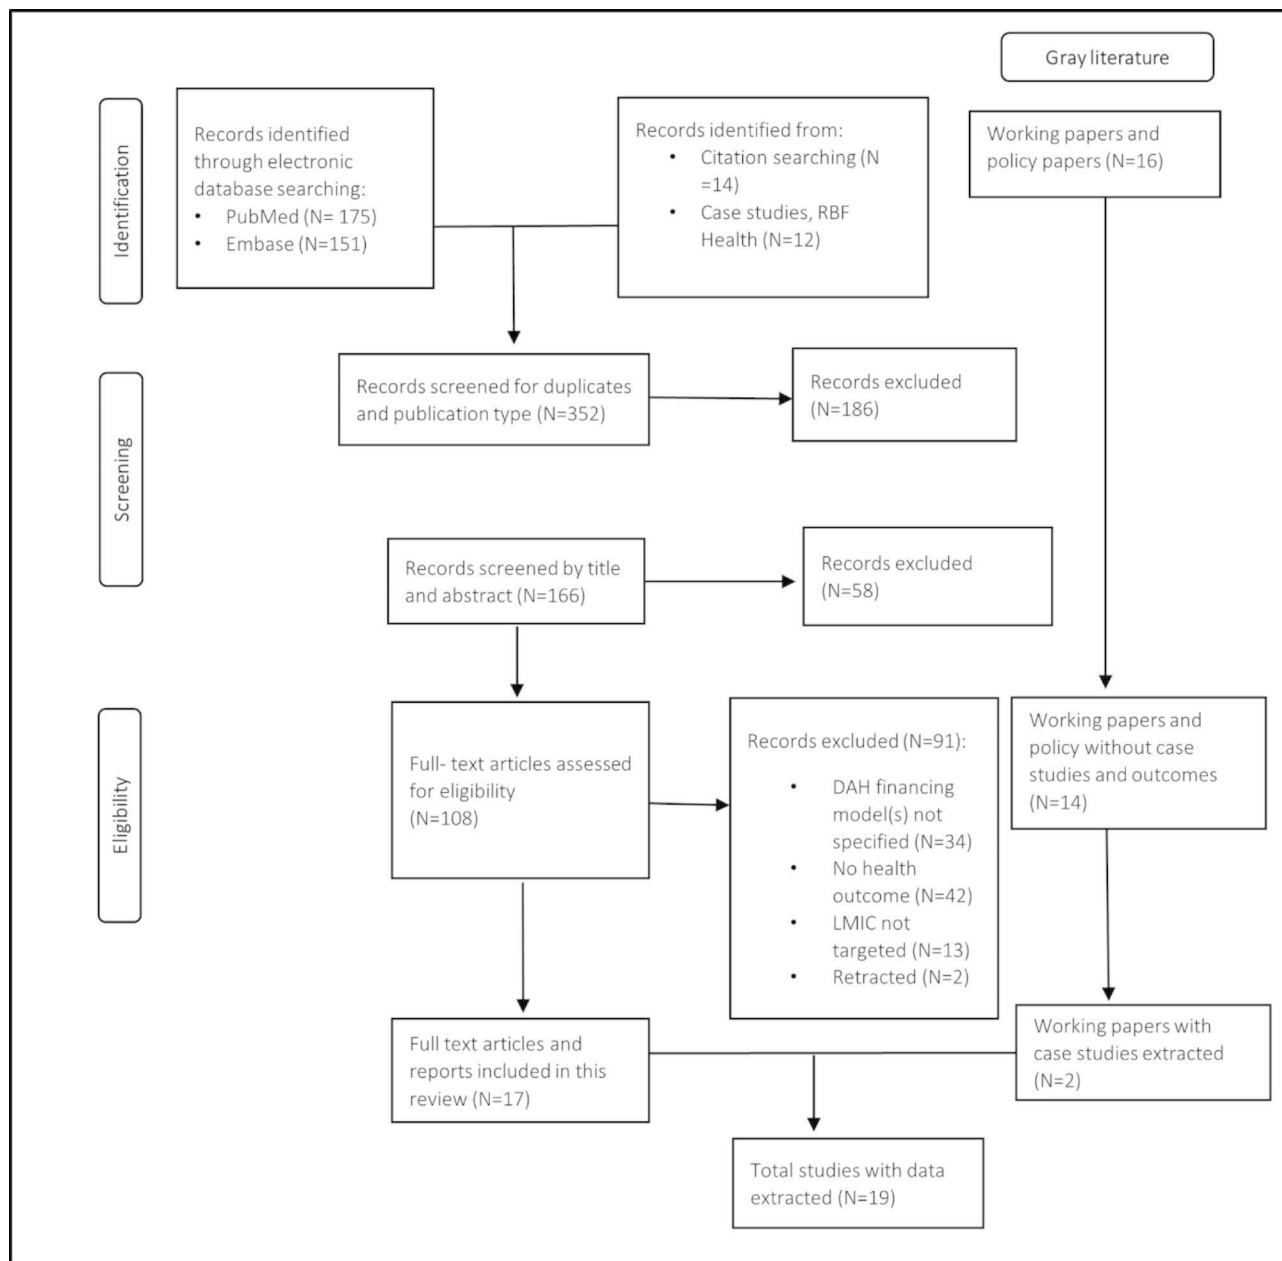 Gray literature
Identification
Records identified
through electronic
database searching:
• PubMed (N= 175)
• Embase (N=151)
Records identified from:
• Citation searching (N
=14)
• Case studies, RBF
Health (N=12)
Working papers and
policy papers (N=16)
Screening
Records screened for duplicates
and publication type (N=352)
Records excluded
(N=186)
Records screened by title
and abstract (N=166)
Records excluded
(N=58)
Eligibility
Full- text articles assessed
for eligibility
(N=108)
Records excluded (N=91):
• DAH financing
model(s) not
specified (N=34)
• No health
outcome (N=42)
• LMIC not
targeted (N=13)
• Retracted (N=2)
Working papers and
policy without case
studies and outcomes
(N=14)
Full text articles and
reports included in this
review (N=17)
Working papers with
case studies extracted
(N=2)
Total studies with data
extracted (N=19)